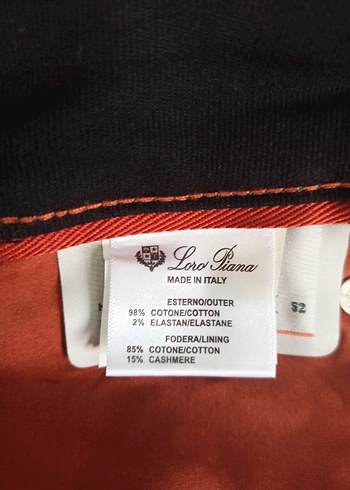 Loro Piana
MADE IN ITALY
ESTERNO/OUTER
98% COTONE/COTTON
2% ELASTAN/ELASTANE
FODERA/LINING
85% COTONE/COTTON
15% CASHMERE
52